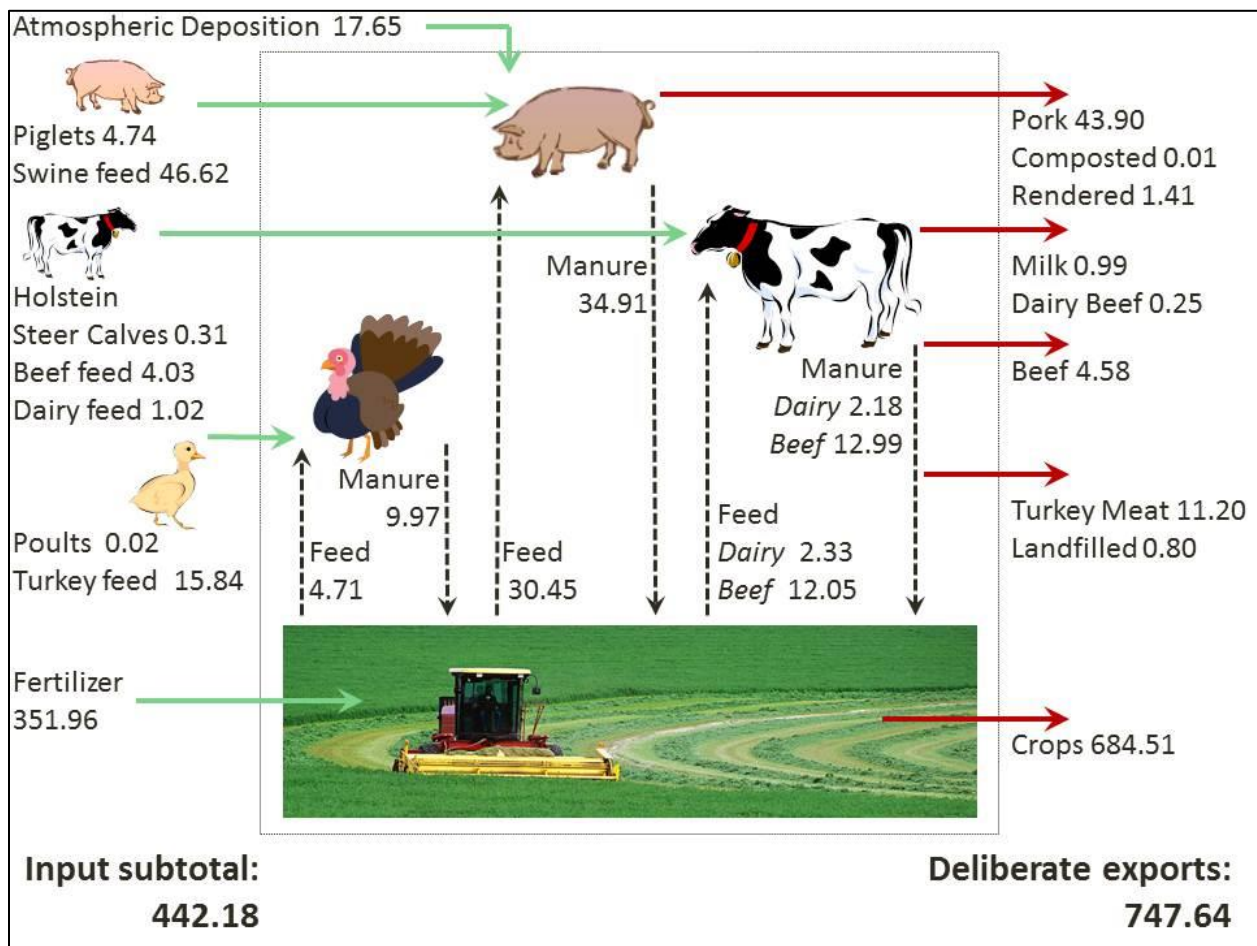 Atmospheric Deposition 17.65
Piglets 4.74
Swine feed 46.62
Holstein
Steer Calves 0.31
Beef feed 4.03
Dairy feed 1.02
Poults 0.02
Turkey feed 15.84
Fertilizer
351.96
Manure
9.97
Feed
4.71
Manure
34.91
Feed
30.45
Manure
Dairy 2.18
Beef 12.99
Feed
Dairy 2.33
Beef 12.05
Pork 43.90
Composted 0.01
Rendered 1.41
Milk 0.99
Dairy Beef 0.25
Beef 4.58
Turkey Meat 11.20
Landfilled 0.80
Crops 684.51
Input subtotal:
442.18
Deliberate exports:
747.64